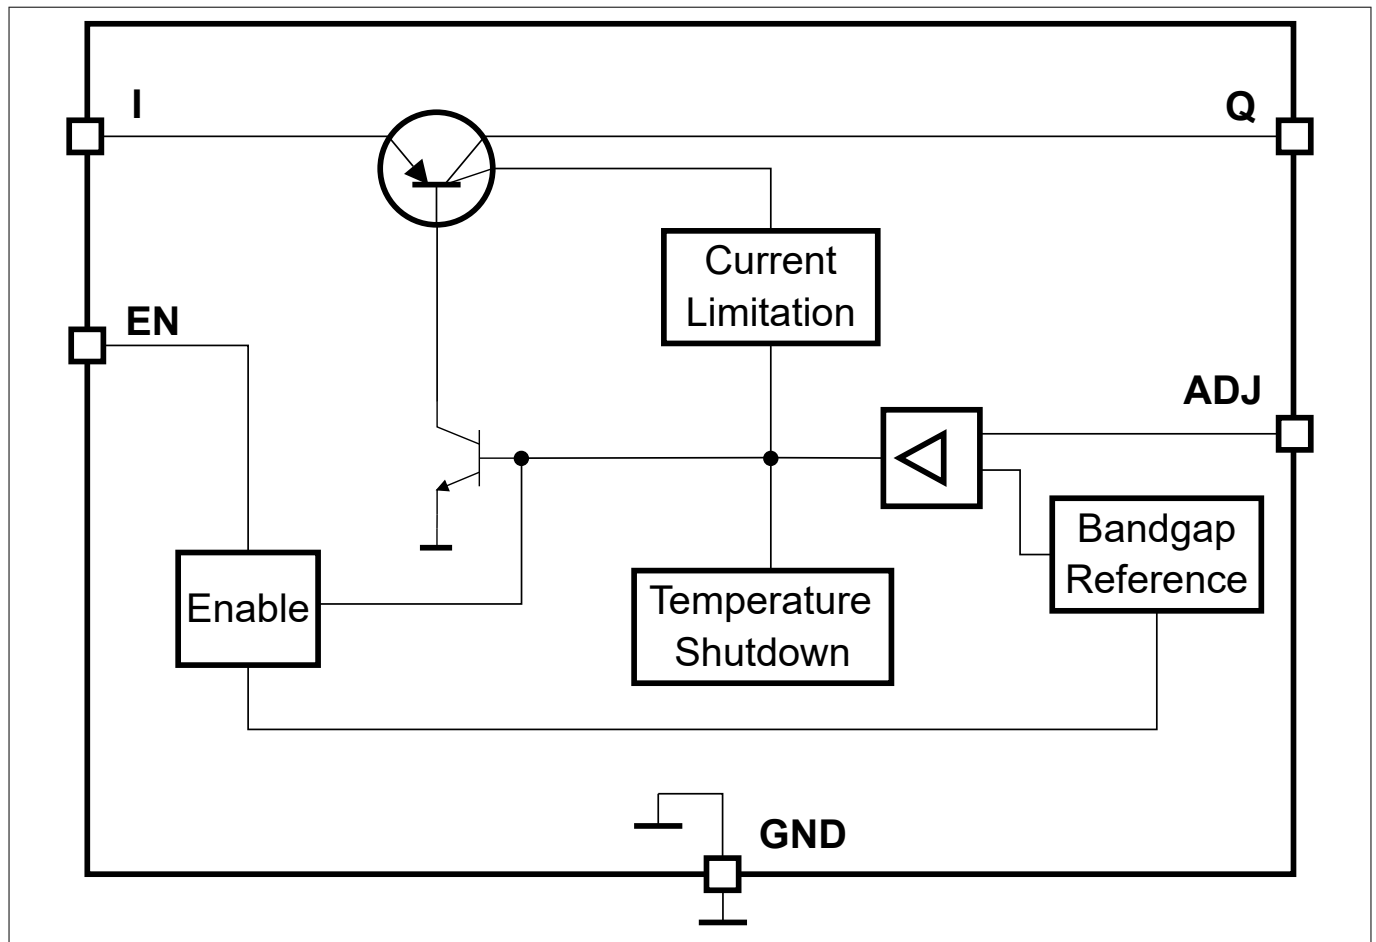 I
Q
Current
Limitation
EN
ADJ
Bandgap
Reference
Enable
Temperature
Shutdown
GND